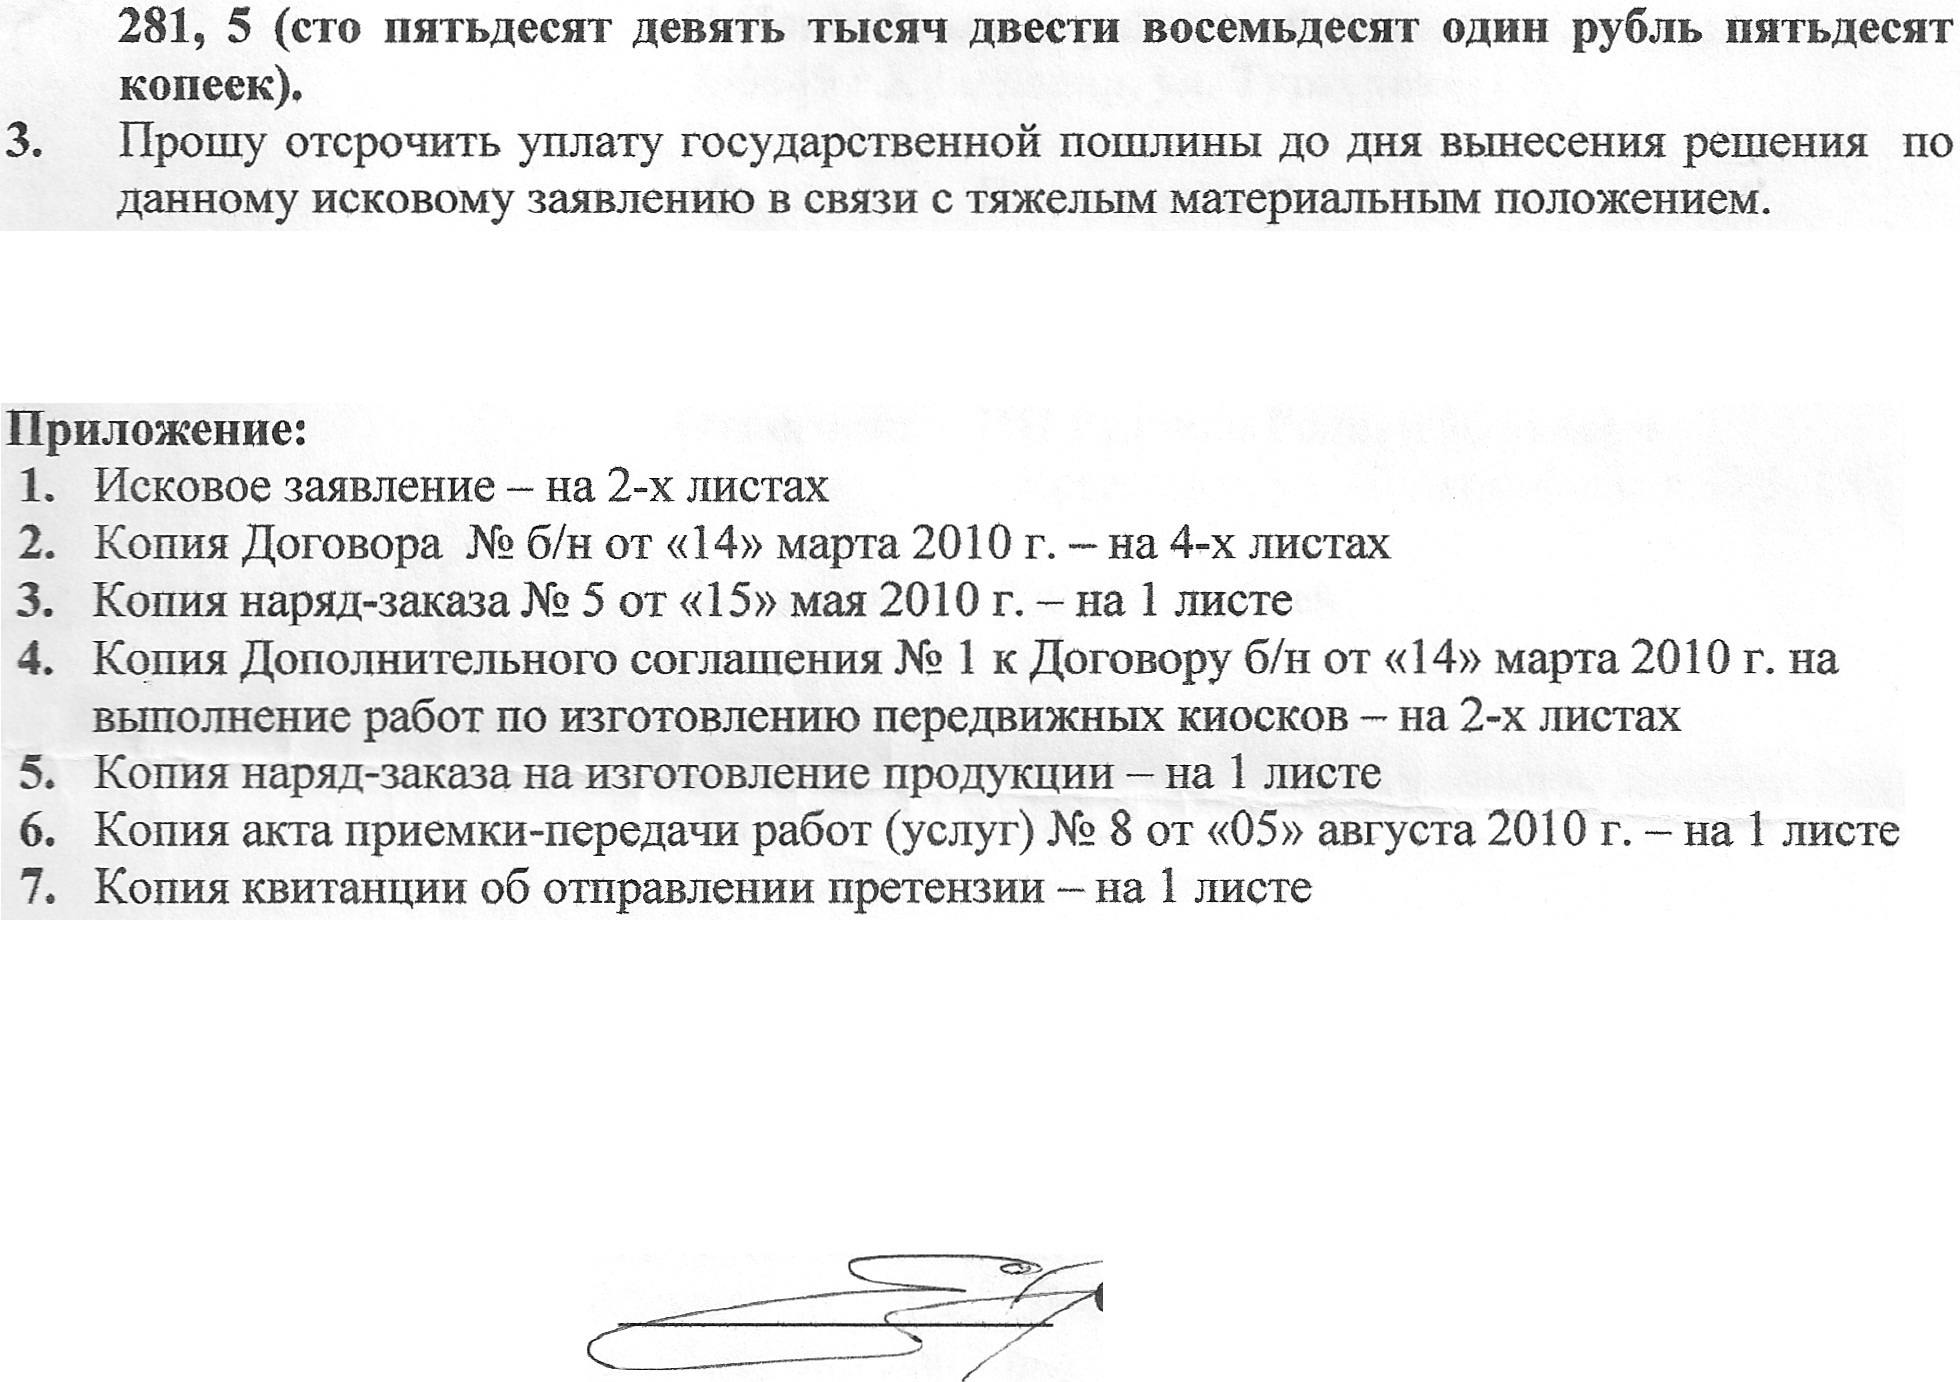 281, 5 (сто пятьдесят девять тысяч двести восемьдесят один рубль пятьдесят
копеек).
3. Прошу отсрочить уплату государственной пошлины до дня вынесения решения по
данному исковому заявлению в связи с тяжелым материальным положением.
Приложение:
1. Исковое заявление – на 2-х листах
2. Копия Договора № б/н от «14» марта 2010 г. – на 4-х листах
3. Копия наряд-заказа № 5 от «15» мая 2010 г. – на 1 листе
4. Копия Дополнительного соглашения № 1 к Договору б/н от «14» марта 2010 г. на
выполнение работ по изготовлению передвижных киосков – на 2-х листах
5. Копия наряд-заказа на изготовление продукции – на 1 листе
6. Копия акта приемки-передачи работ (услуг) № 8 от «05» августа 2010 г. – на 1 листе
7. Копия квитанции об отправлении претензии – на 1 листе